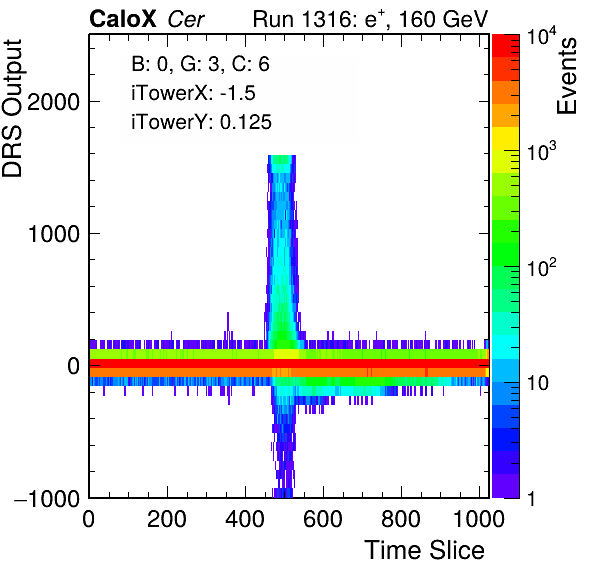 CaloX Cer Run 1316: e⁺, 160 GeV
B: 0, G: 3, C: 6
iTowerX: -1.5
iTowerY: 0.125
DRS Output
2000
1000
0
−1000
0 200 400 600 800 1000
Time Slice
Events
10⁴
10³
10²
10
1